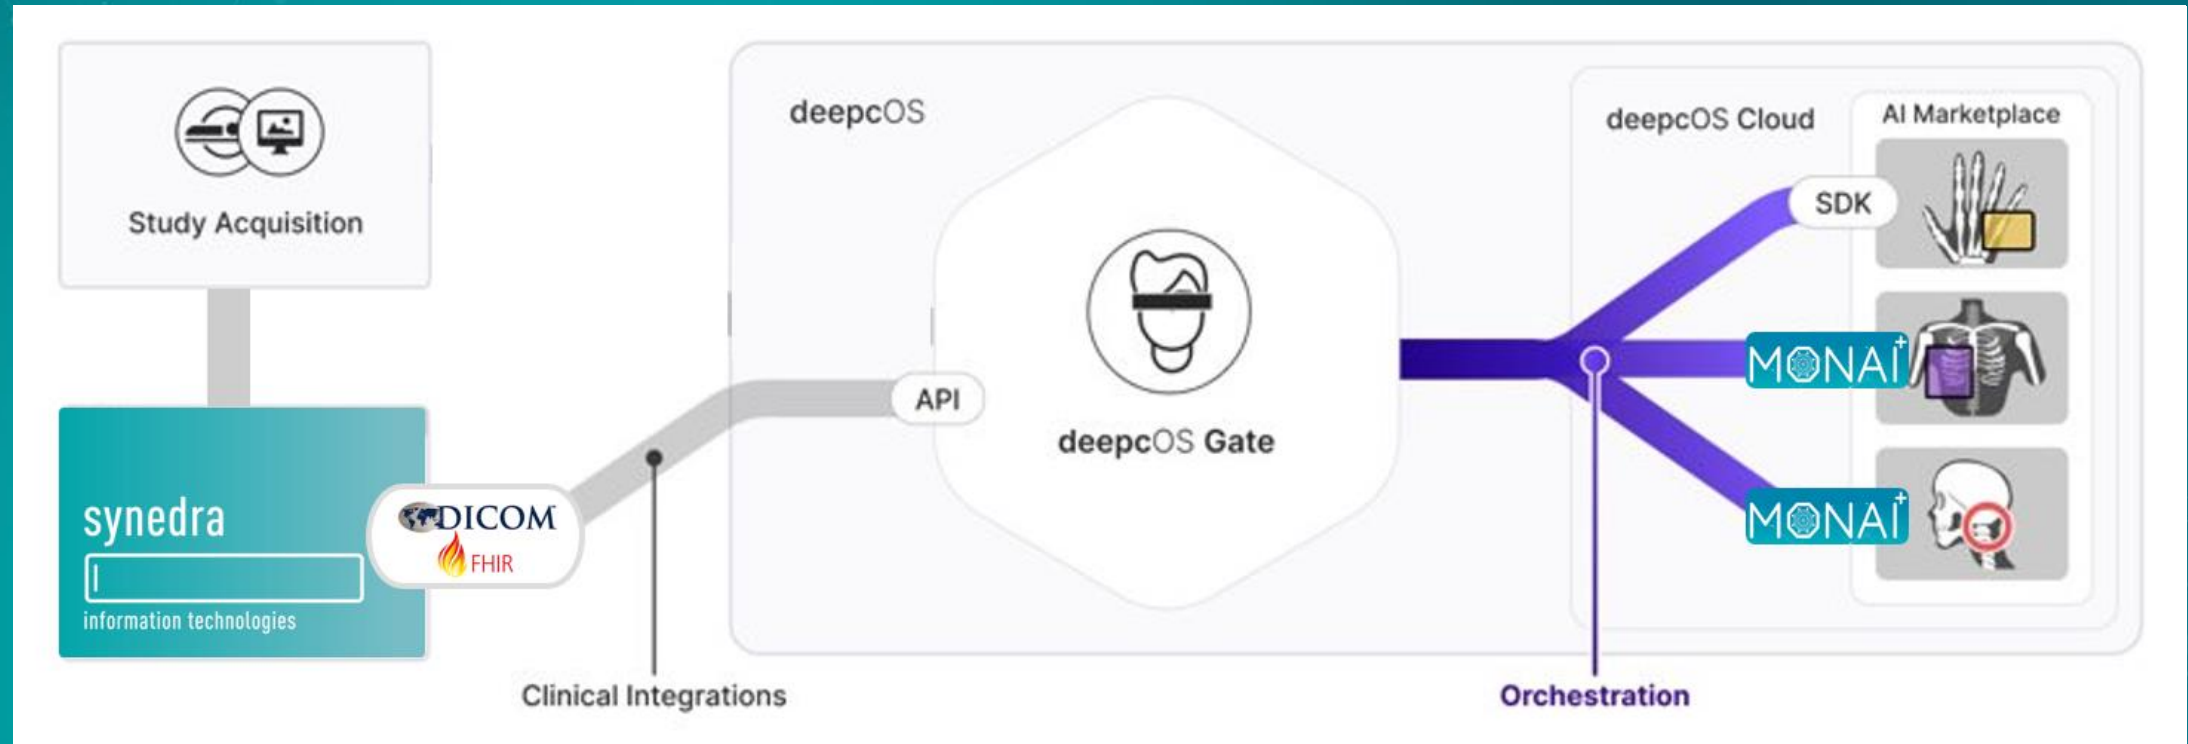 Study Acquisition
synedra
information technologies
DICOM
FHIR
Clinical Integrations
deepcOS
API
deepcOS Gate
deepcOS Cloud
AI Marketplace
SDK
MONAI+
MONAI+
Orchestration